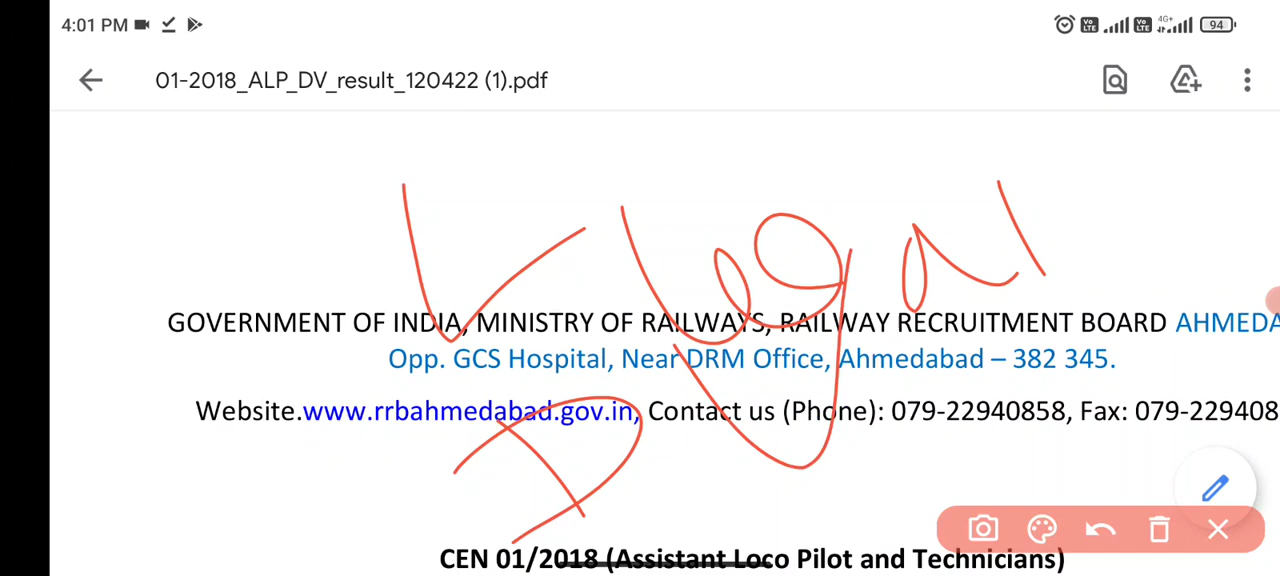 4:01 PM 4G+ 94
01-2018_ALP_DV_result_120422 (1).pdf
GOVERNMENT OF INDIA, MINISTRY OF RAILWAYS, RAILWAY RECRUITMENT BOARD AHMEDA
Opp. GCS Hospital, Near DRM Office, Ahmedabad – 382 345.
Website.www.rrbahmedabad.gov.in, Contact us (Phone): 079-22940858, Fax: 079-229408
CEN 01/2018 (Assistant Loco Pilot and Technicians)